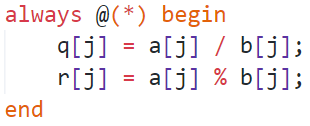 always @(*) begin
    q[j] = a[j] / b[j];
    r[j] = a[j] % b[j];
end